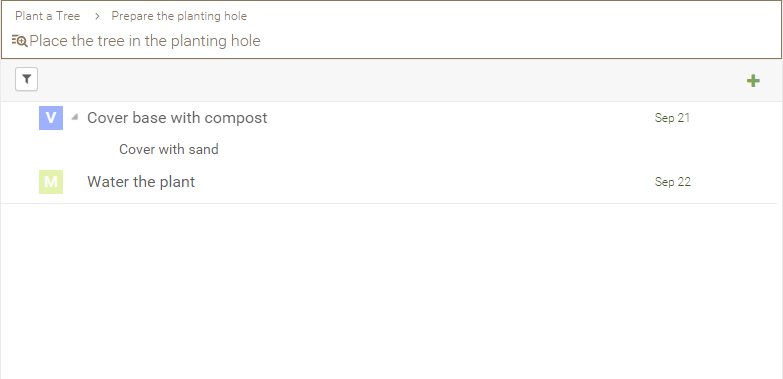 Plant a Tree > Prepare the planting hole
Place the tree in the planting hole
V Cover base with compost Sep 21
Cover with sand
M Water the plant Sep 22